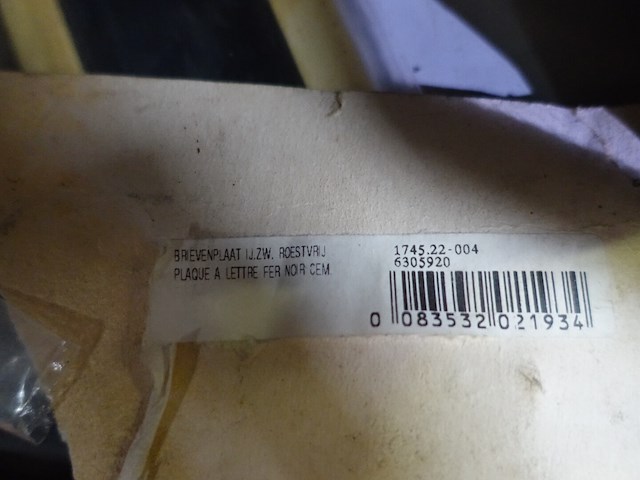 BRIEVENPLAAT IJ.ZW. ROESTVRIJ
PLAQUE A LETTRE FER NOIR CEM.
1745.22-004
6305920
0 083532 021934